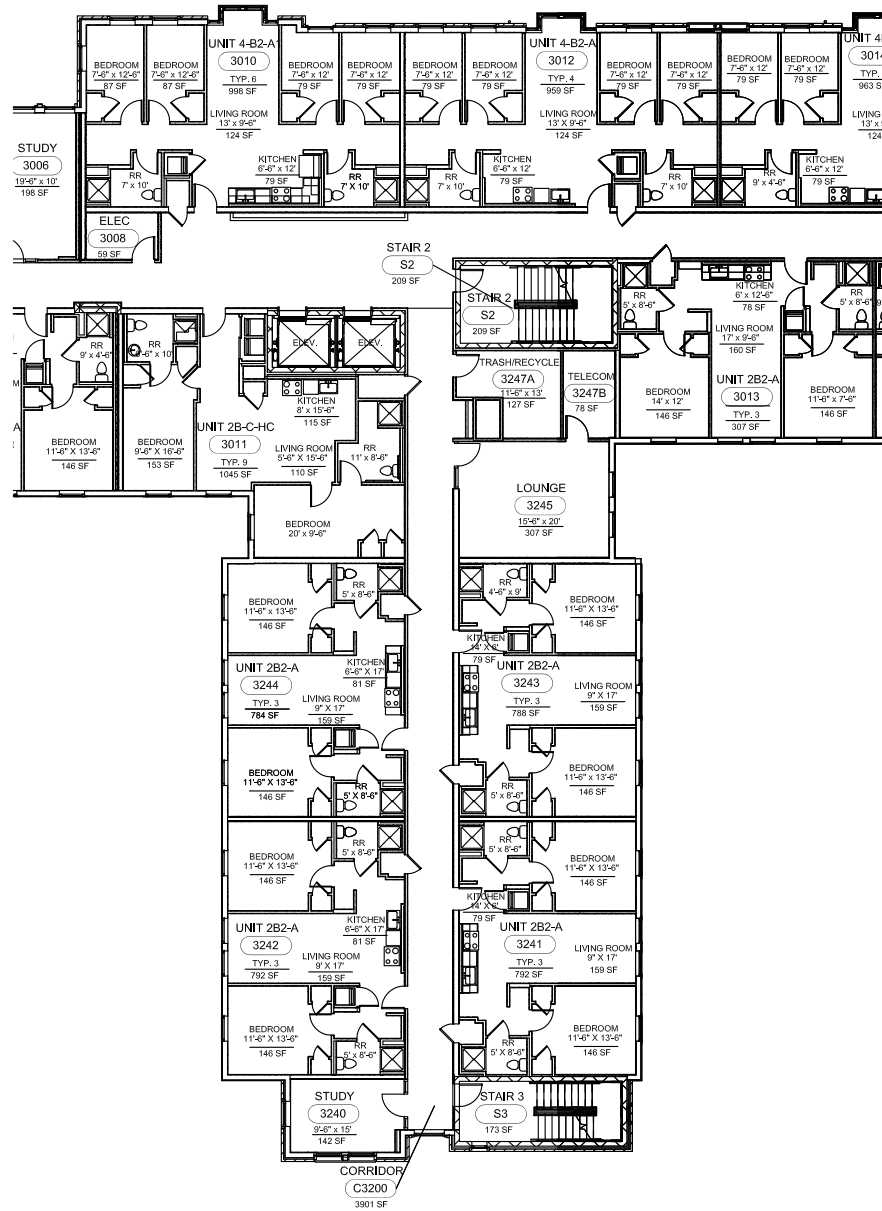 UNIT 4-B2-A
3010
TYP. 6
998 SF
BEDROOM
7'-6" x 12'-6"
87 SF
BEDROOM
7'-6" x 12'-6"
87 SF
LIVING ROOM
13' x 9'-6"
124 SF
BEDROOM
7'-6" x 12'
79 SF
BEDROOM
7'-6" x 12'
79 SF
RR
7' x 10'
KITCHEN
6'-6" x 12'
79 SF
RR
7' X 10'
UNIT 4-B2-A
3012
TYP. 4
959 SF
BEDROOM
7'-6" x 12'
79 SF
BEDROOM
7'-6" x 12'
79 SF
LIVING ROOM
13' X 9'-6"
124 SF
BEDROOM
7'-6" x 12'
79 SF
BEDROOM
7'-6" x 12'
79 SF
RR
7' x 10'
KITCHEN
6'-6" x 12'
79 SF
RR
7' x 10'
UNIT 4
3014
TYP.
963 S
BEDROOM
7'-6" x 12'
79 SF
BEDROOM
7'-6" x 12'
79 SF
LIVING R
13' x
124
RR
9' x 4'-6"
KITCHEN
6'-6" x 12'
79 SF
STUDY
3006
19'-6" x 10'
198 SF
ELEC
3008
59 SF
STAIR 2
S2
209 SF
STAIR 2
S2
209 SF
RR
5' x 8'-6"
KITCHEN
6' x 12'-6"
78 SF
RR
5' x 8'-6"
LIVING ROOM
17' x 9'-6"
160 SF
BEDROOM
14' x 12'
146 SF
UNIT 2B2-A
3013
TYP. 3
307 SF
BEDROOM
11'-6" x 7'-6"
146 SF
RR
9' x 4'-6"
RR
ELEV.
ELEV.
TRASH/RECYCLE
3247A
11'-6" x 13'
127 SF
TELECOM
3247B
78 SF
KITCHEN
8' x 15'-6"
115 SF
UNIT 2B-C-HC
3011
TYP. 9
1045 SF
LIVING ROOM
5'-6" X 15'-6"
110 SF
RR
11' x 8'-6"
BEDROOM
11'-6" X 13'-6"
146 SF
BEDROOM
9'-6" X 16'-6"
153 SF
BEDROOM
20' x 9'-6"
LOUNGE
3245
15'-6" x 20'
307 SF
BEDROOM
11'-6" X 13'-6"
146 SF
RR
5' x 8'-6"
RR
4'-6" x 9'
BEDROOM
11'-6" X 13'-6"
146 SF
UNIT 2B2-A
3244
TYP. 3
784 SF
KITCHEN
6'-6" X 17'
81 SF
LIVING ROOM
9" X 17'
159 SF
KITCHEN
14' X 6'
79 SF
UNIT 2B2-A
3243
TYP. 3
788 SF
LIVING ROOM
9" X 17'
159 SF
BEDROOM
11'-6" X 13'-6"
146 SF
RR
5' X 8'-6"
RR
5' x 8'-6"
BEDROOM
11'-6" X 13'-6"
146 SF
BEDROOM
11'-6" X 13'-6"
146 SF
RR
5' x 8'-6"
RR
5' x 8'-6"
BEDROOM
11'-6" X 13'-6"
146 SF
UNIT 2B2-A
3242
TYP. 3
792 SF
KITCHEN
6'-6" X 17'
81 SF
LIVING ROOM
9' X 17'
159 SF
KITCHEN
14' X 6'
79 SF
UNIT 2B2-A
3241
TYP. 3
792 SF
LIVING ROOM
9" X 17'
159 SF
BEDROOM
11'-6" X 13'-6"
146 SF
RR
5' x 8'-6"
RR
5' X 8'-6"
BEDROOM
11'-6" X 13'-6"
146 SF
STUDY
3240
9'-6" x 15'
142 SF
STAIR 3
S3
173 SF
CORRIDOR
C3200
3901 SF